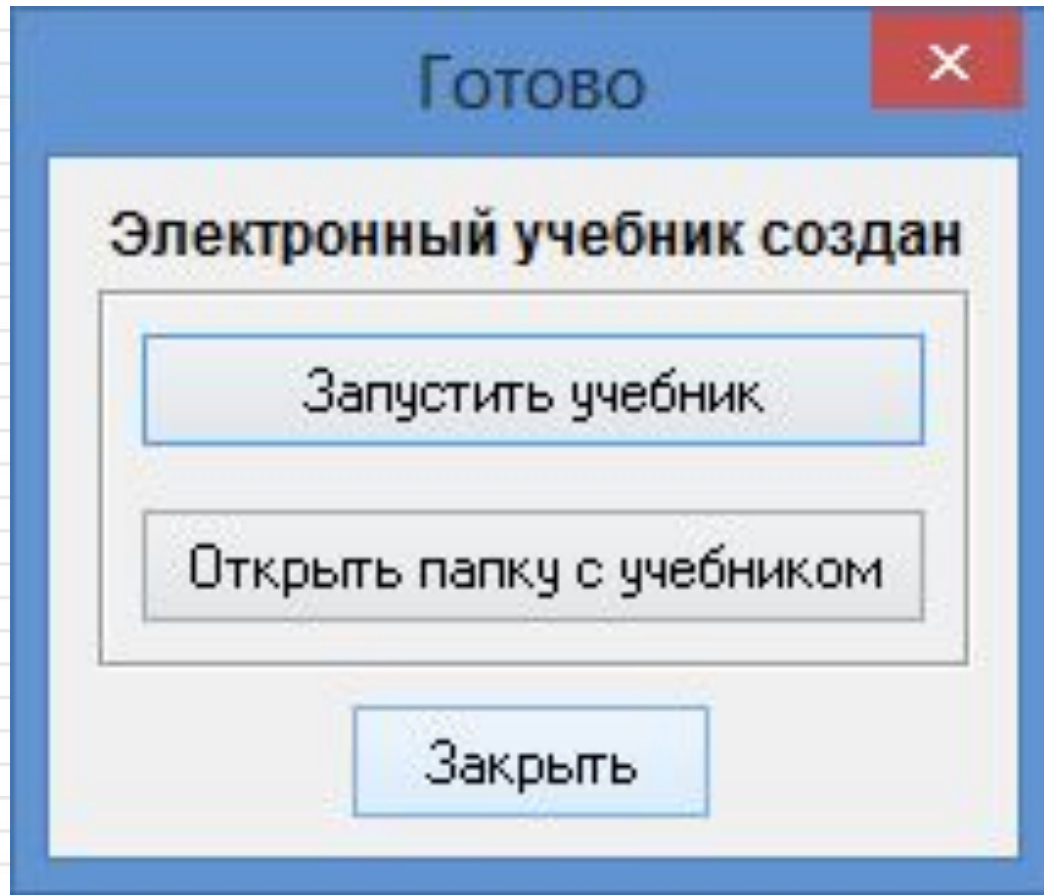 Готово
Электронный учебник создан
Запустить учебник
Открыть папку с учебником
Закрыть